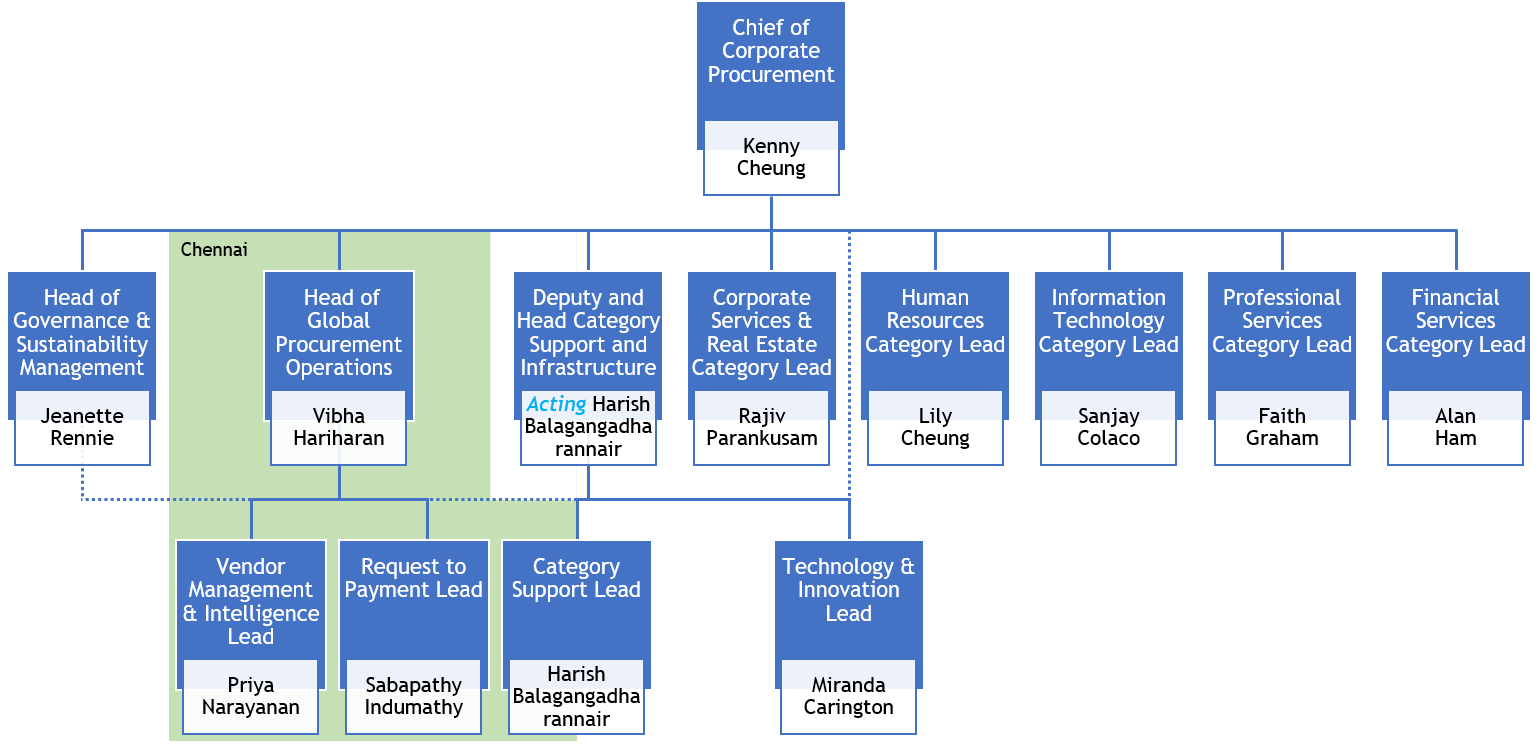 Chief of
Corporate
Procurement
Kenny
Cheung
Chennai
Head of
Governance &
Sustainability
Management
Jeanette
Rennie
Head of
Global
Procurement
Operations
Vibha
Hariharan
Deputy and
Head Category
Support and
Infrastructure
Acting Harish
Balagangadha
rannair
Corporate
Services &
Real Estate
Category Lead
Rajiv
Parankusam
Human
Resources
Category Lead
Lily
Cheung
Information
Technology
Category Lead
Sanjay
Colaco
Professional
Services
Category Lead
Faith
Graham
Financial
Services
Category Lead
Alan
Ham
Vendor
Management
& Intelligence
Lead
Priya
Narayanan
Request to
Payment Lead
Sabapathy
Indumathy
Category
Support Lead
Harish
Balagangadha
rannair
Technology &
Innovation
Lead
Miranda
Carington